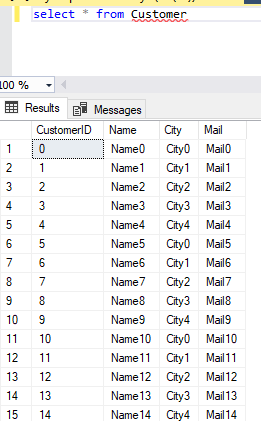 select * from Customer
100 %
Results Messages
CustomerID Name City Mail
1 0 Name0 City0 Mail0
2 1 Name1 City1 Mail1
3 2 Name2 City2 Mail2
4 3 Name3 City3 Mail3
5 4 Name4 City4 Mail4
6 5 Name5 City0 Mail5
7 6 Name6 City1 Mail6
8 7 Name7 City2 Mail7
9 8 Name8 City3 Mail8
10 9 Name9 City4 Mail9
11 10 Name10 City0 Mail10
12 11 Name11 City1 Mail11
13 12 Name12 City2 Mail12
14 13 Name13 City3 Mail13
15 14 Name14 City4 Mail14